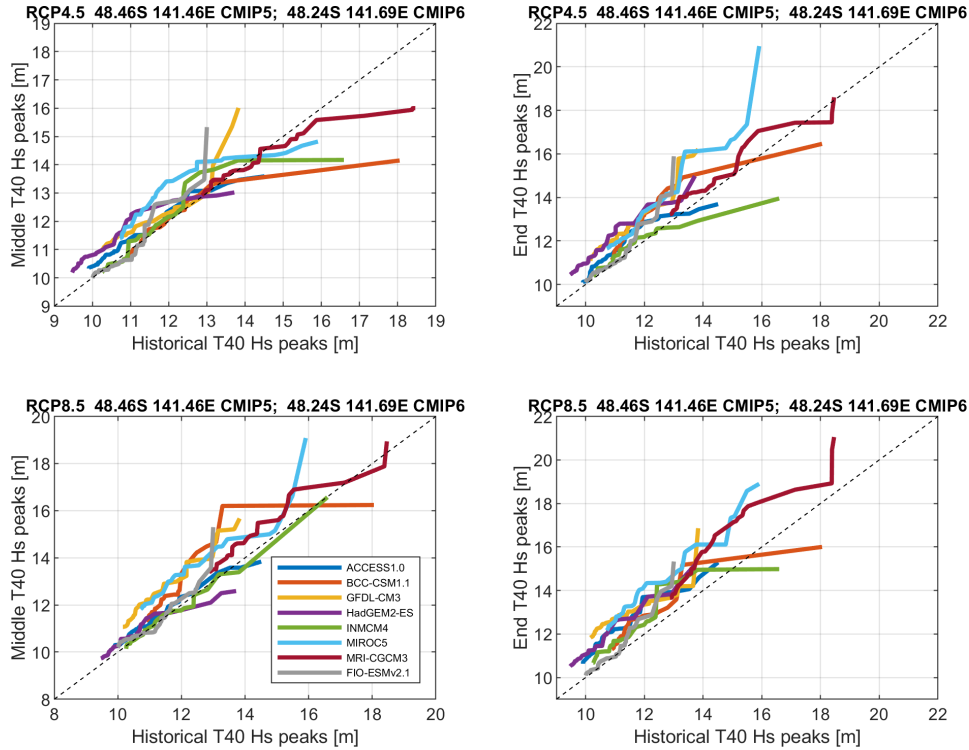 RCP4.5 48.46S 141.46E CMIP5; 48.24S 141.69E CMIP6
19
18
17
16
15
14
13
12
11
10
9
Middle T40 Hs peaks [m]
9 10 11 12 13 14 15 16 17 18 19
Historical T40 Hs peaks [m]
RCP4.5 48.46S 141.46E CMIP5; 48.24S 141.69E CMIP6
22
20
18
16
14
12
10
End T40 Hs peaks [m]
10 12 14 16 18 20 22
Historical T40 Hs peaks [m]
RCP8.5 48.46S 141.46E CMIP5; 48.24S 141.69E CMIP6
20
18
16
14
12
10
8
Middle T40 Hs peaks [m]
ACCESS1.0
BCC-CSM1.1
GFDL-CM3
HadGEM2-ES
INMCM4
MIROC5
MRI-CGCM3
FIO-ESMv2.1
8 10 12 14 16 18 20
Historical T40 Hs peaks [m]
RCP8.5 48.46S 141.46E CMIP5; 48.24S 141.69E CMIP6
22
20
18
16
14
12
10
End T40 Hs peaks [m]
10 12 14 16 18 20 22
Historical T40 Hs peaks [m]